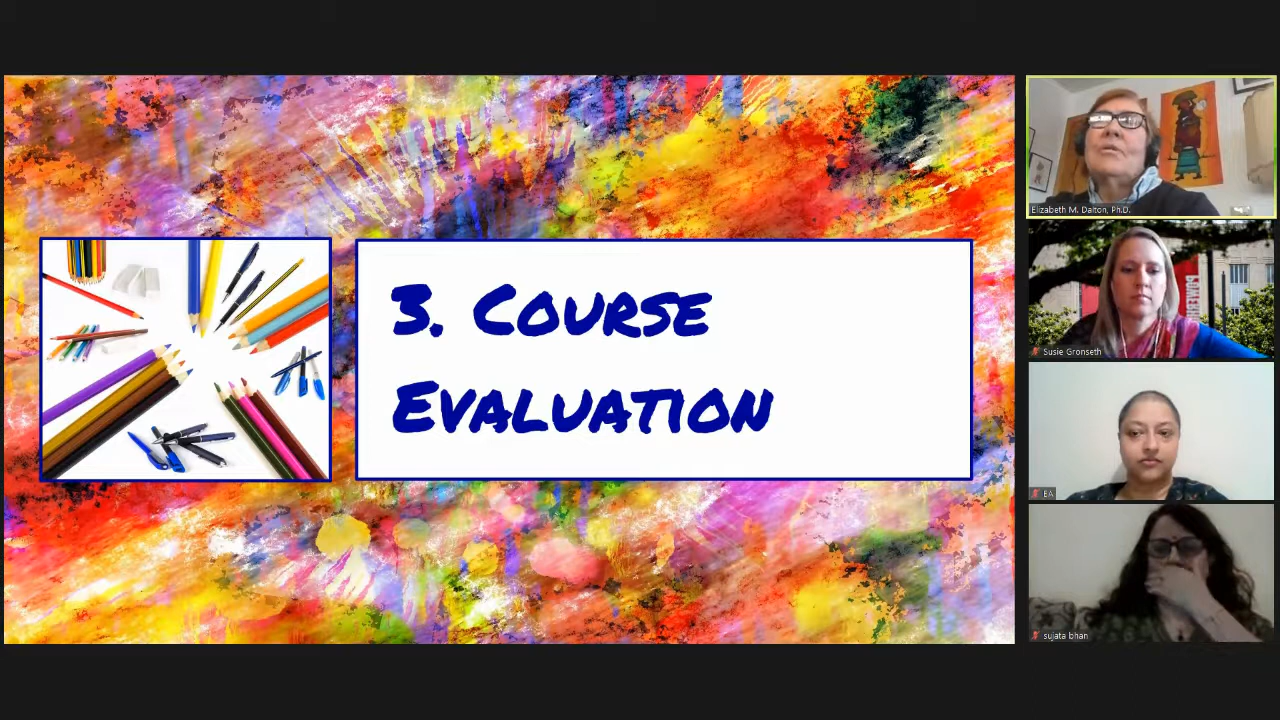 3. Course
Evaluation
Elizabeth M. Dalton, Ph.D.
Susie Gronseth
EA
sujata bhan